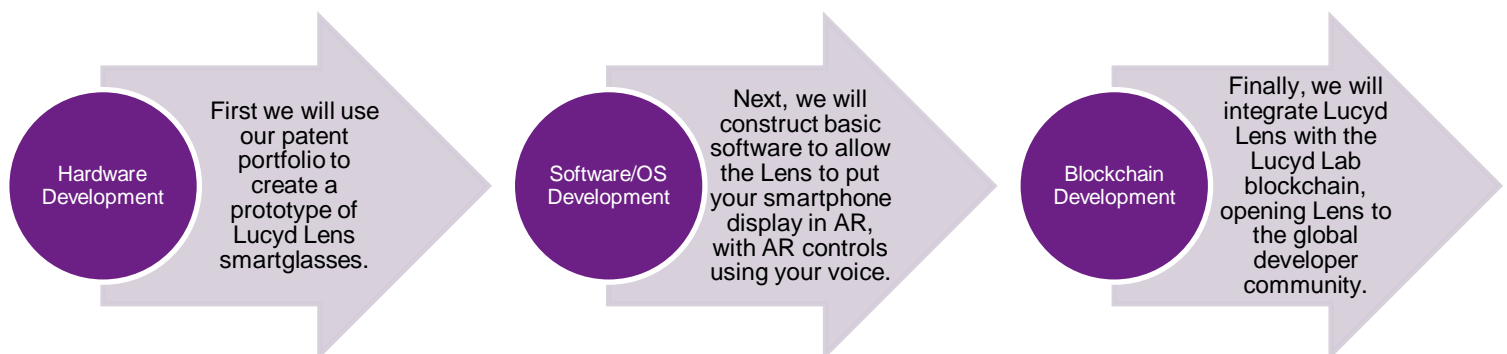 Hardware
Development
First we will use
our patent
portfolio to
create a
prototype of
Lucyd Lens
smartglasses.
Software/OS
Development
Next, we will
construct basic
software to allow
the Lens to put
your smartphone
display in AR,
with AR controls
using your voice.
Blockchain
Development
Finally, we will
integrate Lucyd
Lens with the
Lucyd Lab
blockchain,
opening Lens to
the global
developer
community.